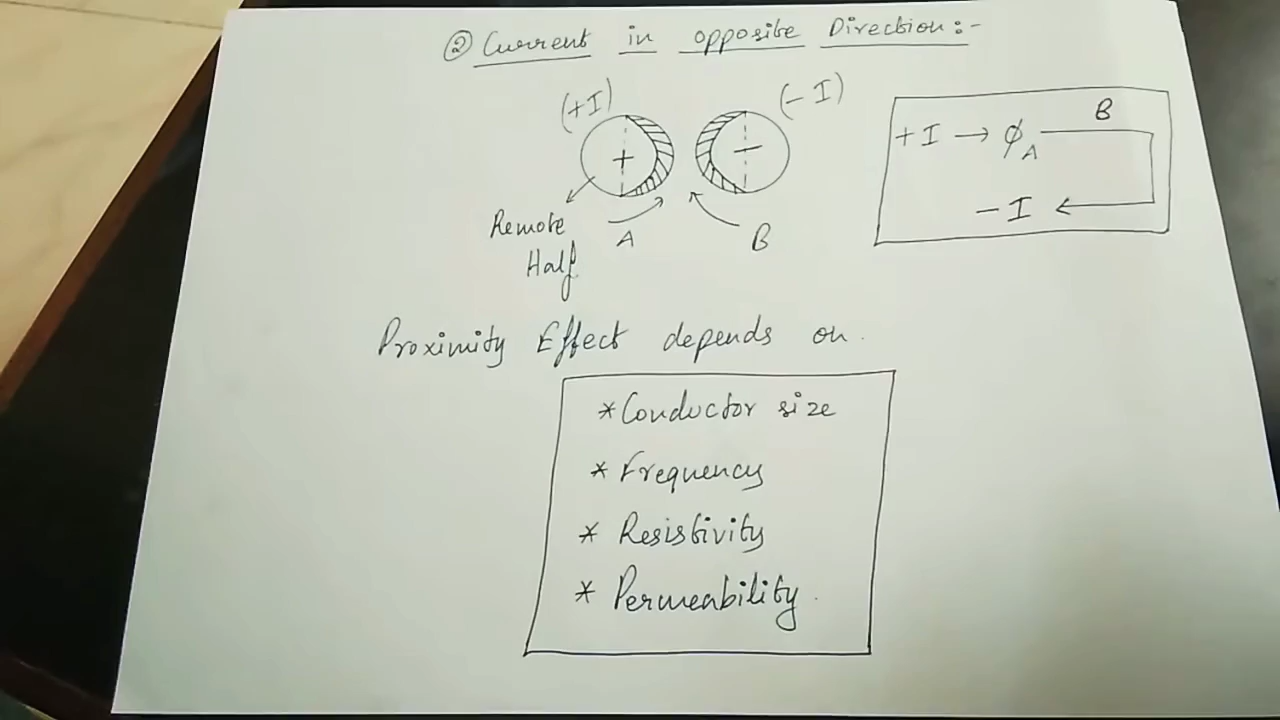 ② Current in opposite Direction:-
(+I) (- I)
+ -
Remote
Half
A
B
+I → ϕA B
-I ←
Proximity Effect depends on.
* Conductor size
* Frequency
* Resistivity
* Permeability.